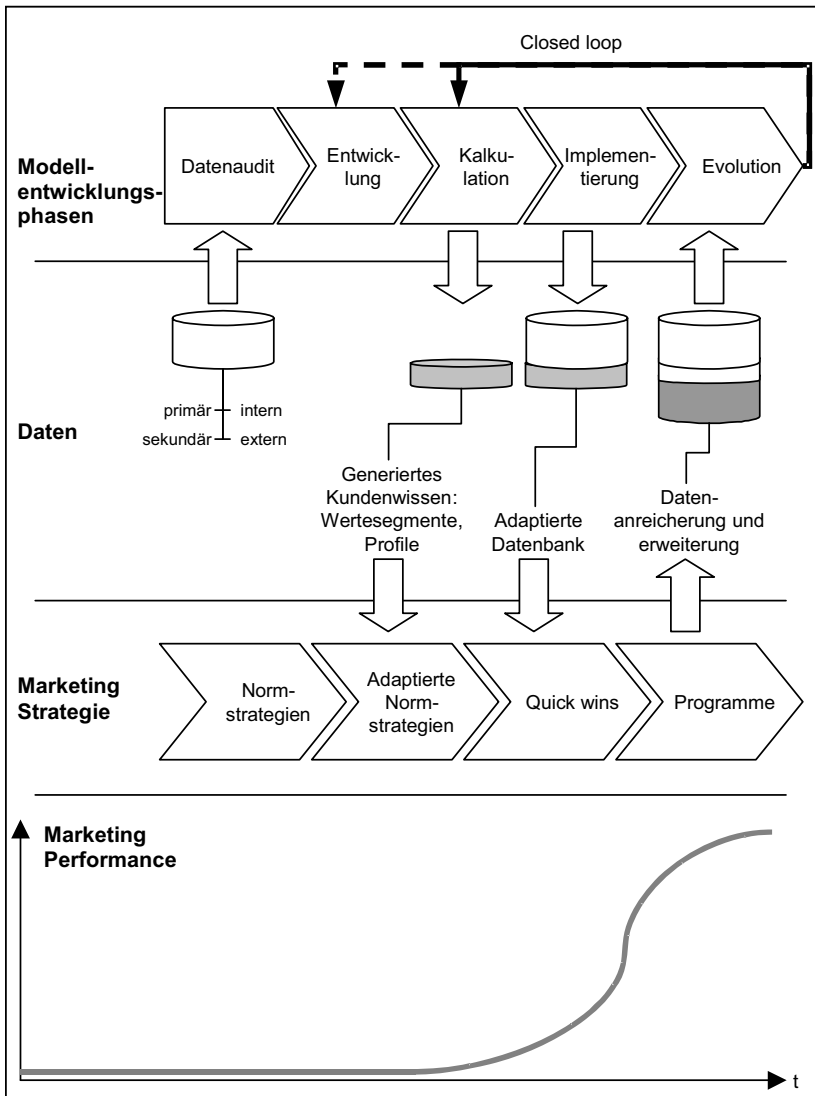 Closed loop
Modell-
entwicklungs-
phasen
Datenaudit
Entwick-
lung
Kalku-
lation
Implemen-
tierung
Evolution
Daten
primär
intern
sekundär
extern
Generiertes
Kundenwissen:
Wertesegmente,
Profile
Adaptierte
Datenbank
Daten-
anreicherung und
erweiterung
Marketing
Strategie
Norm-
strategien
Adaptierte
Norm-
strategien
Quick wins
Programme
Marketing
Performance
t